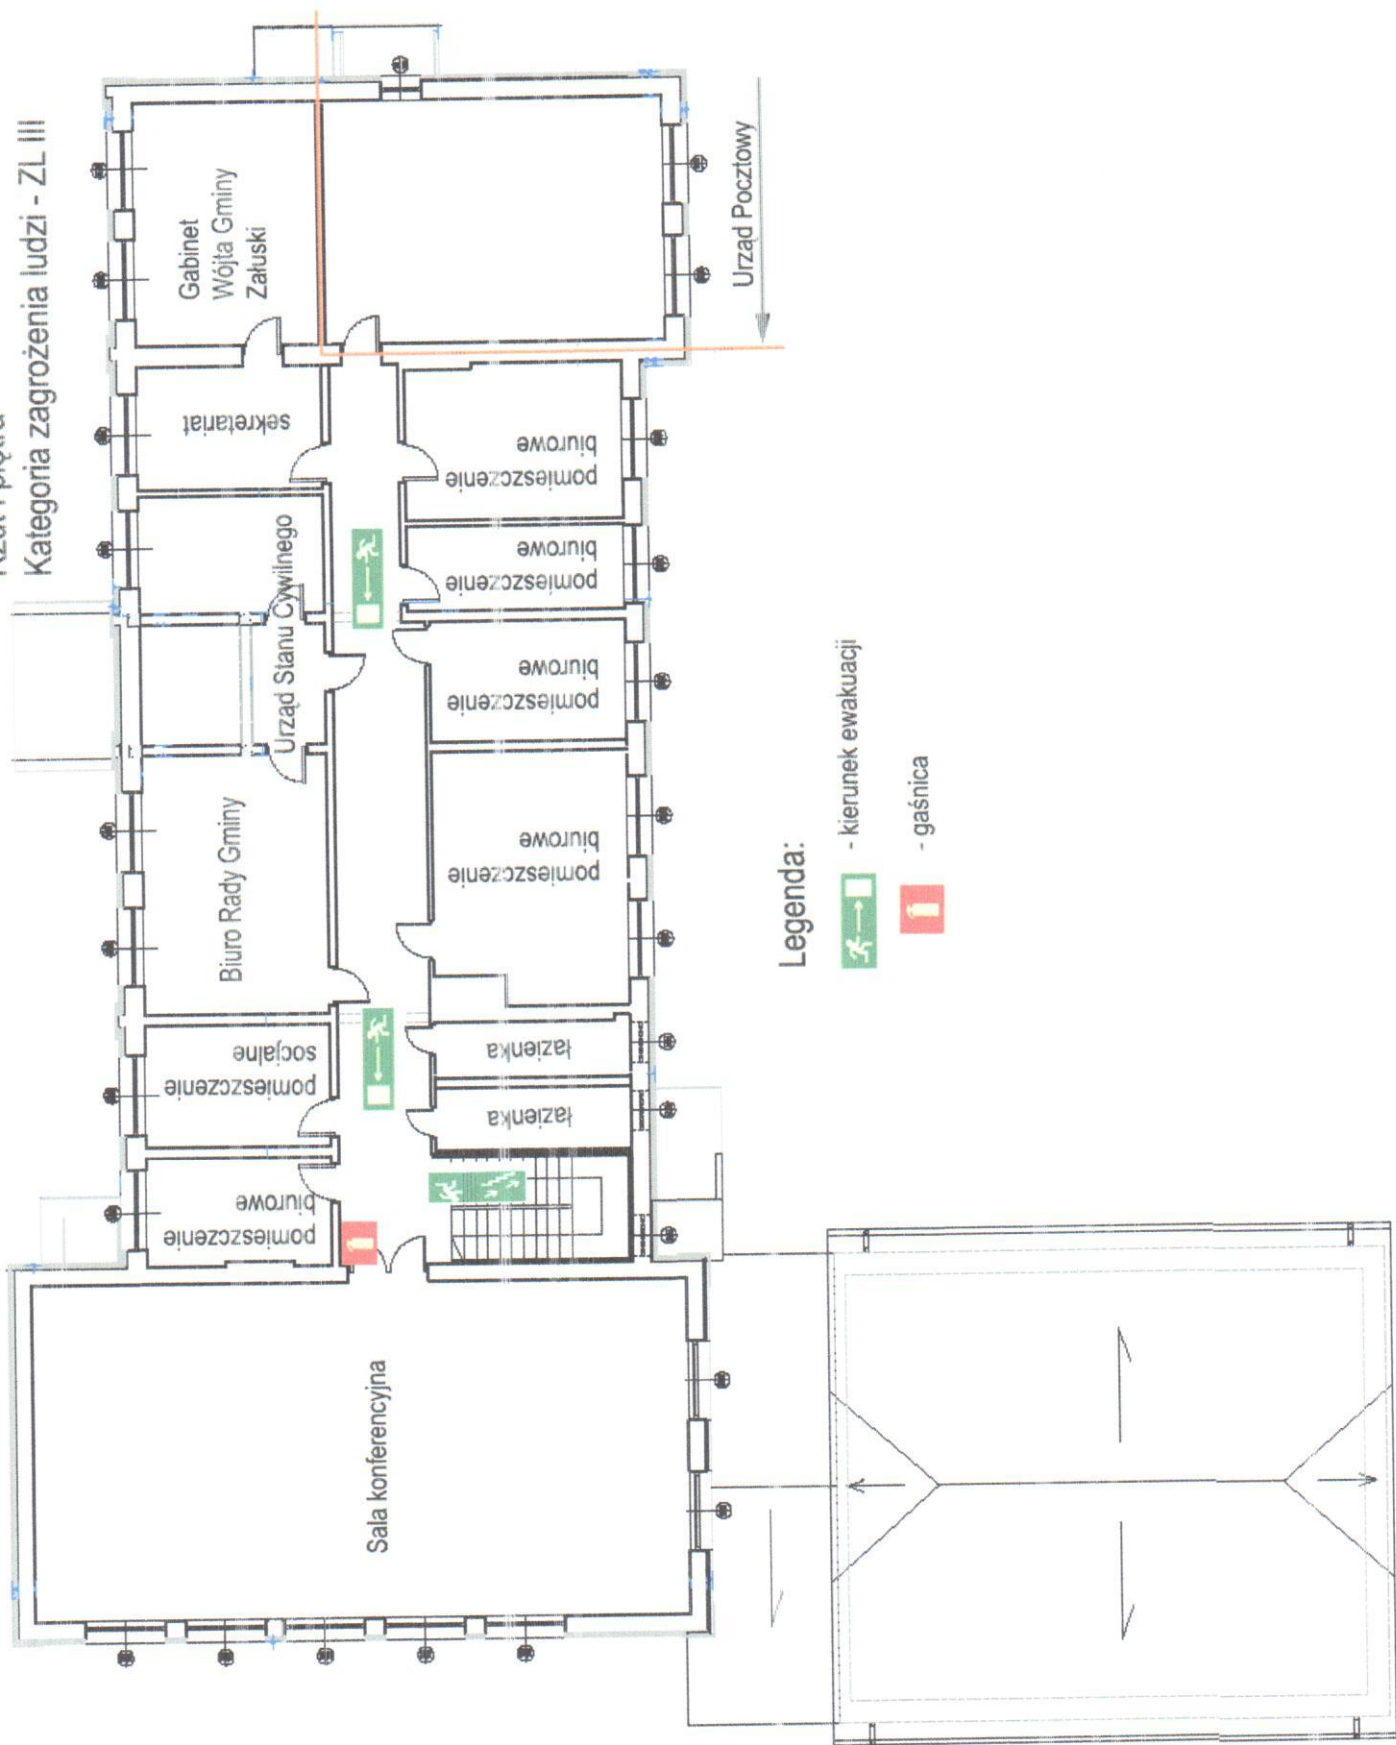 Kategoria zagrożenia ludzi - ZL III
Sala konferencyjna
pomieszczenie
biurowe
pomieszczenie
socjalne
Biuro Rady Gminy
Urząd Stanu Cywilnego
sekretariat
Gabinet
Wójta Gminy
Załuski
łazienka
łazienka
pomieszczenie
biurowe
pomieszczenie
biurowe
pomieszczenie
biurowe
pomieszczenie
biurowe
Urząd Pocztowy
Legenda:
- kierunek ewakuacji
- gaśnica